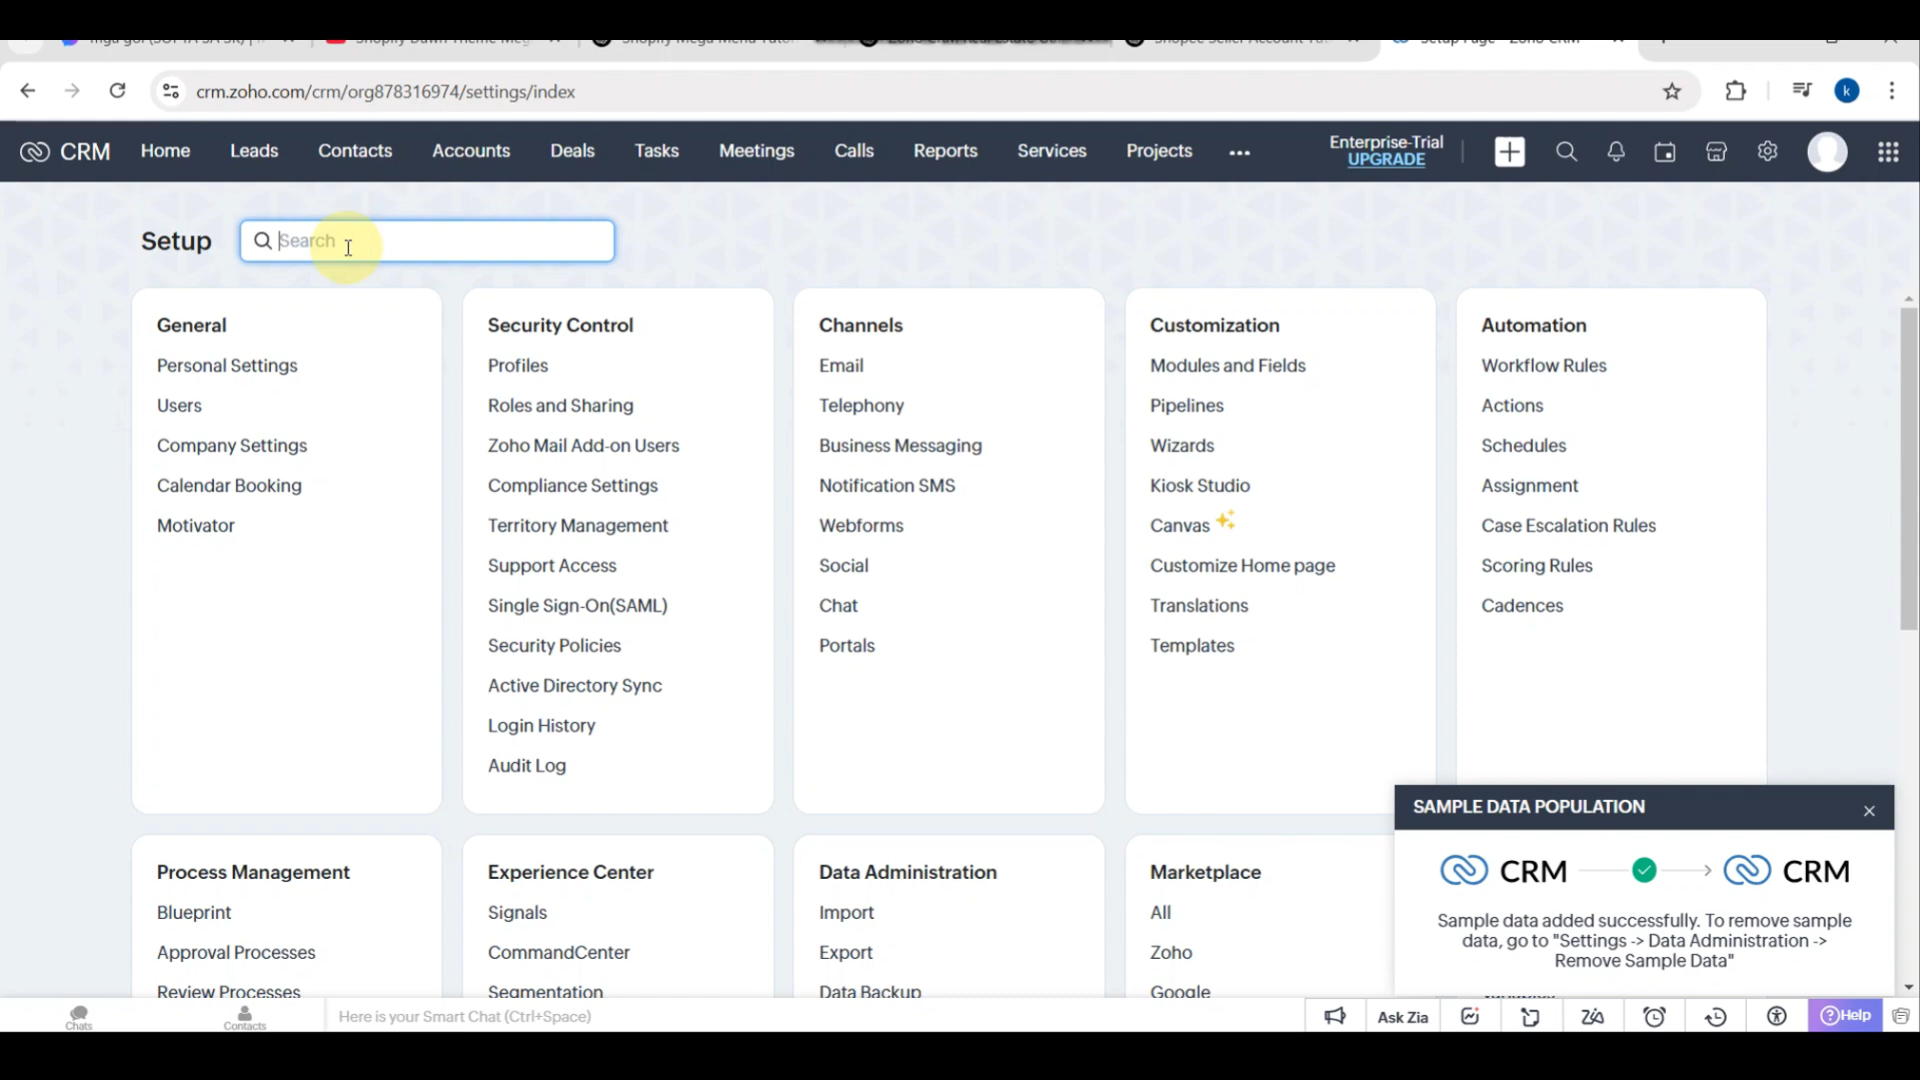 crm.zoho.com/crm/org878316974/settings/index
k
CRM Home Leads Contacts Accounts Deals Tasks Meetings Calls Reports Services Projects ... Enterprise-Trial
UPGRADE
Setup Search
General
Personal Settings
Users
Company Settings
Calendar Booking
Motivator
Security Control
Profiles
Roles and Sharing
Zoho Mail Add-on Users
Compliance Settings
Territory Management
Support Access
Single Sign-On(SAML)
Security Policies
Active Directory Sync
Login History
Audit Log
Channels
Email
Telephony
Business Messaging
Notification SMS
Webforms
Social
Chat
Portals
Customization
Modules and Fields
Pipelines
Wizards
Kiosk Studio
Canvas
Customize Home page
Translations
Templates
Automation
Workflow Rules
Actions
Schedules
Assignment
Case Escalation Rules
Scoring Rules
Cadences
Process Management
Blueprint
Approval Processes
Review Processes
Experience Center
Signals
CommandCenter
Segmentation
Data Administration
Import
Export
Data Backup
Marketplace
All
Zoho
Google
SAMPLE DATA POPULATION
CRM CRM
Sample data added successfully. To remove sample
data, go to "Settings -> Data Administration ->
Remove Sample Data"
Chats
Contacts
Here is your Smart Chat (Ctrl+Space)
Ask Zia
Help